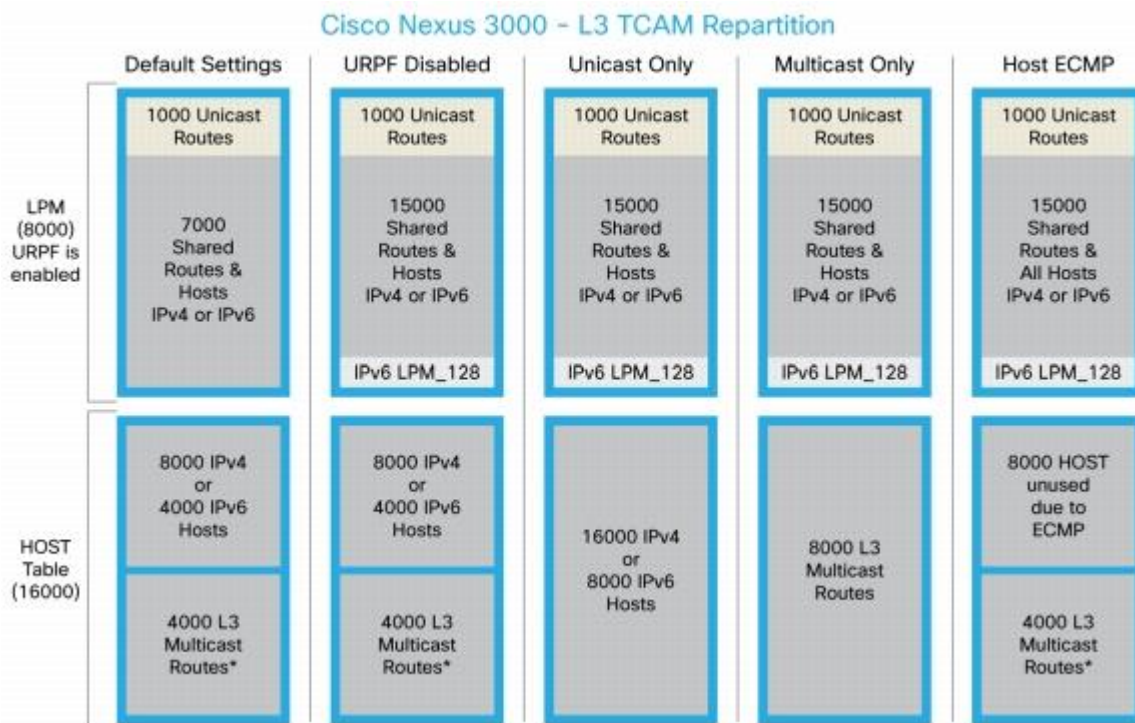 Cisco Nexus 3000 - L3 TCAM Repartition
Default Settings
URPF Disabled
Unicast Only
Multicast Only
Host ECMP
LPM
(8000)
URPF is
enabled
1000 Unicast
Routes
7000
Shared
Routes &
Hosts
IPv4 or IPv6
1000 Unicast
Routes
15000
Shared
Routes &
Hosts
IPv4 or IPv6
IPv6 LPM_128
1000 Unicast
Routes
15000
Shared
Routes &
Hosts
IPv4 or IPv6
IPv6 LPM_128
1000 Unicast
Routes
15000
Shared
Routes &
Hosts
IPv4 or IPv6
IPv6 LPM_128
1000 Unicast
Routes
15000
Shared
Routes &
All Hosts
IPv4 or IPv6
IPv6 LPM_128
HOST
Table
(16000)
8000 IPv4
or
4000 IPv6
Hosts
4000 L3
Multicast
Routes*
8000 IPv4
or
4000 IPv6
Hosts
4000 L3
Multicast
Routes*
16000 IPv4
or
8000 IPv6
Hosts
8000 L3
Multicast
Routes
8000 HOST
unused
due to
ECMP
4000 L3
Multicast
Routes*